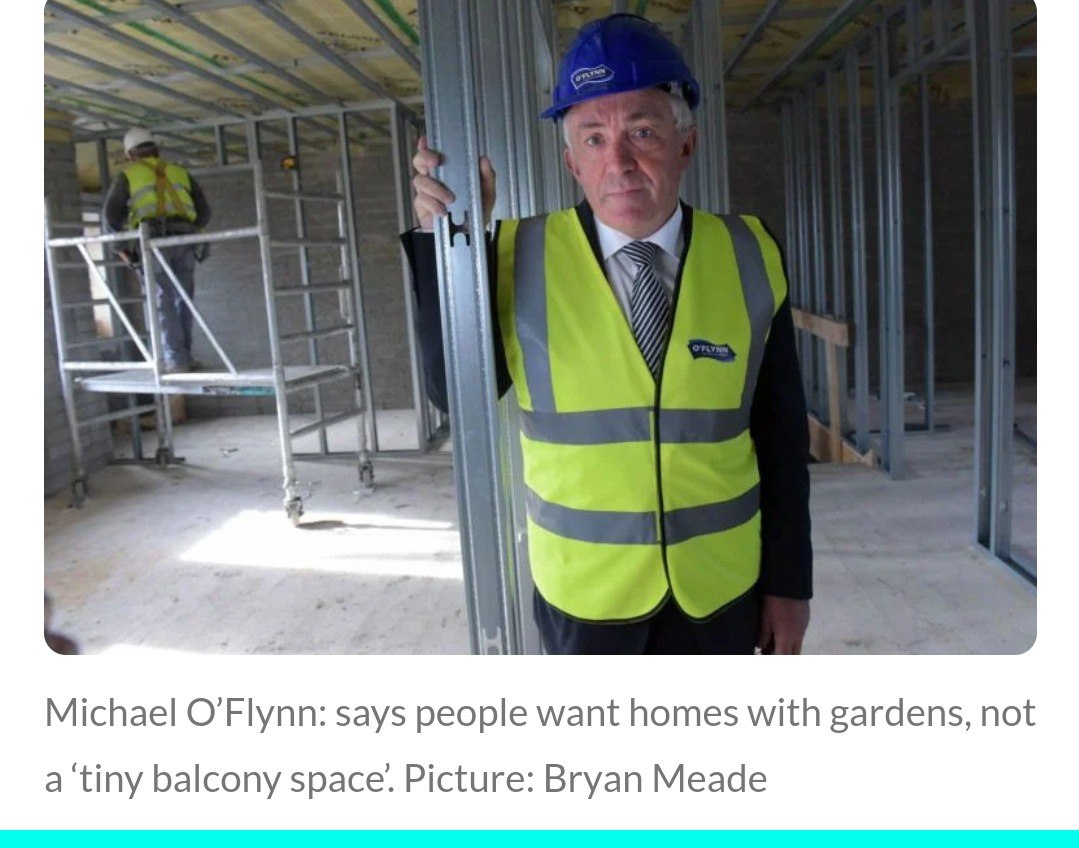 O'FLYNN
O'FLYNN
Michael O’Flynn: says people want homes with gardens, not
a ‘tiny balcony space’. Picture: Bryan Meade